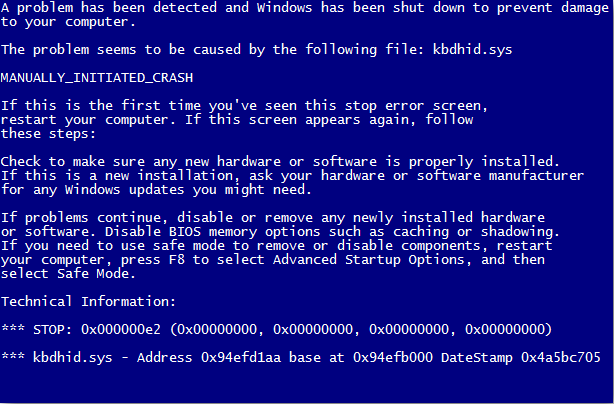 A problem has been detected and Windows has been shut down to prevent damage
to your computer.
The problem seems to be caused by the following file: kbdhid.sys
MANUALLY_INITIATED_CRASH
If this is the first time you've seen this stop error screen,
restart your computer. If this screen appears again, follow
these steps:
Check to make sure any new hardware or software is properly installed.
If this is a new installation, ask your hardware or software manufacturer
for any Windows updates you might need.
If problems continue, disable or remove any newly installed hardware
or software. Disable BIOS memory options such as caching or shadowing.
If you need to use safe mode to remove or disable components, restart
your computer, press F8 to select Advanced Startup Options, and then
select Safe Mode.
Technical Information:
*** STOP: 0x000000e2 (0x00000000, 0x00000000, 0x00000000, 0x00000000)
*** kbdhid.sys - Address 0x94efd1aa base at 0x94efb000 DateStamp 0x4a5bc705